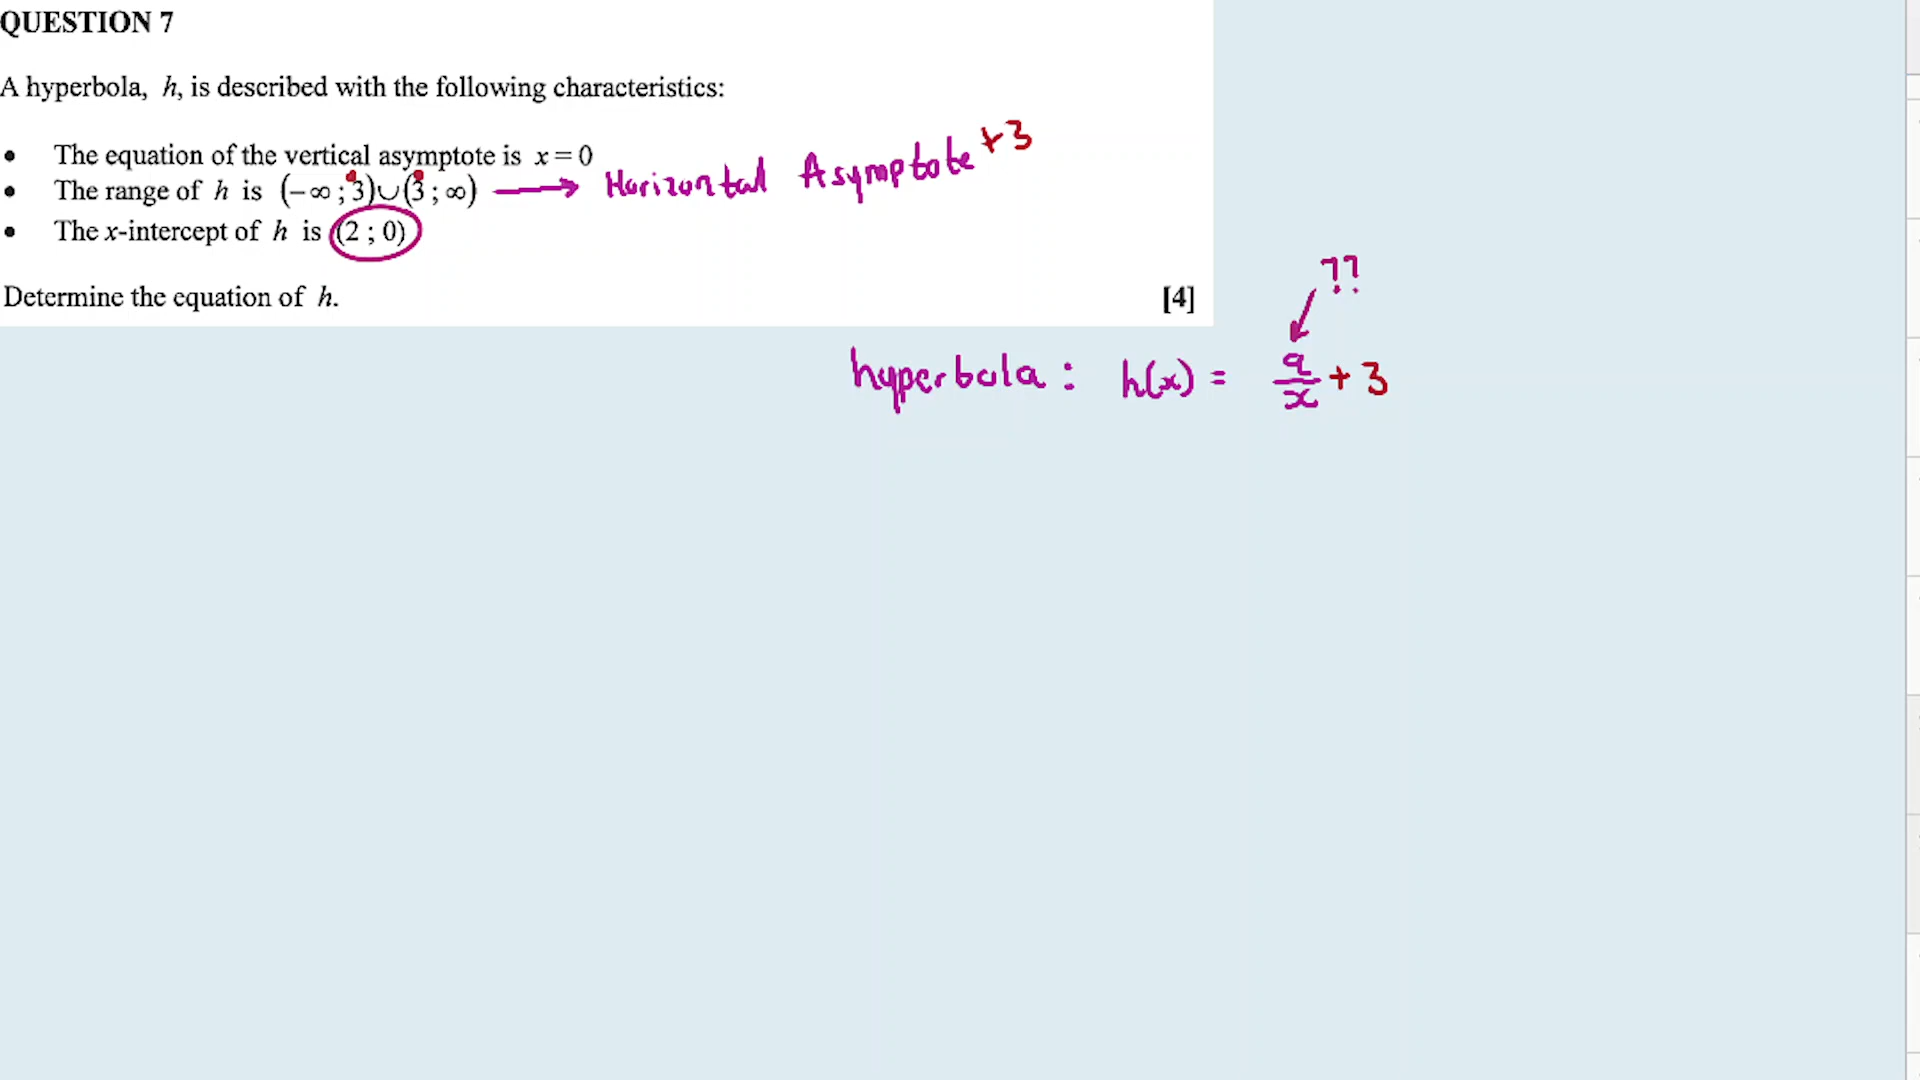 QUESTION 7
A hyperbola, h, is described with the following characteristics:
• The equation of the vertical asymptote is x = 0
• The range of h is (−∞ ; 3)∪(3 ; ∞) → Horizontal Asymptote +3
• The x-intercept of h is (2 ; 0)
Determine the equation of h. [4]
??
hyperbola : h(x) = a/x + 3